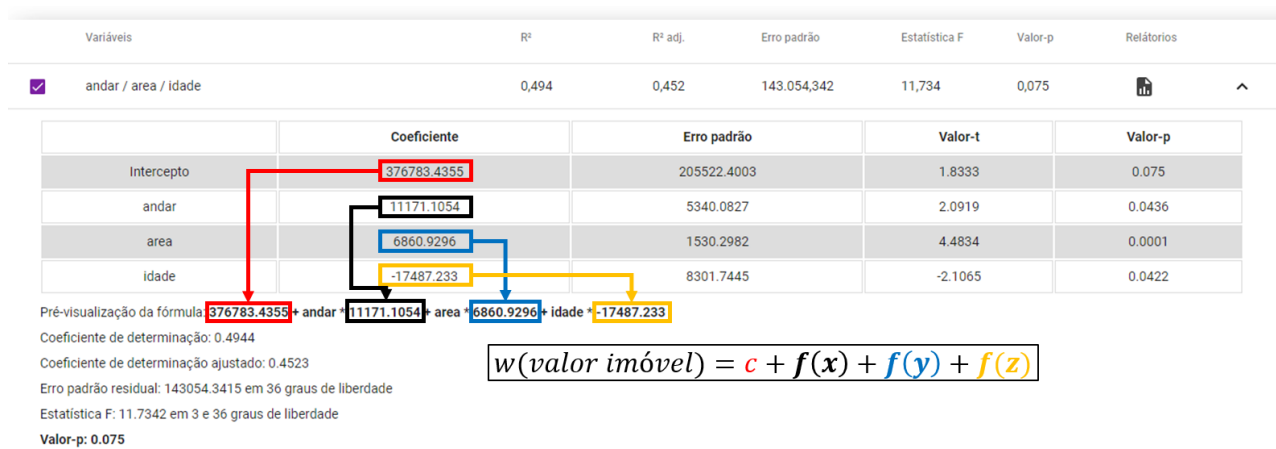 Variáveis R² R² adj. Erro padrão Estatística F Valor-p Relátorios
andar / area / idade 0,494 0,452 143.054,342 11,734 0,075
Coeficiente Erro padrão Valor-t Valor-p
Intercepto 376783.4355 205522.4003 1.8333 0.075
andar 11171.1054 5340.0827 2.0919 0.0436
area 6860.9296 1530.2982 4.4834 0.0001
idade -17487.233 8301.7445 -2.1065 0.0422
Pré-visualização da fórmula: 376783.4355 + andar * 11171.1054 + area * 6860.9296 + idade * -17487.233
Coeficiente de determinação: 0.4944
Coeficiente de determinação ajustado: 0.4523
w(valor imóvel) = c + f(x) + f(y) + f(z)
Erro padrão residual: 143054.3415 em 36 graus de liberdade
Estatística F: 11.7342 em 3 e 36 graus de liberdade
Valor-p: 0.075